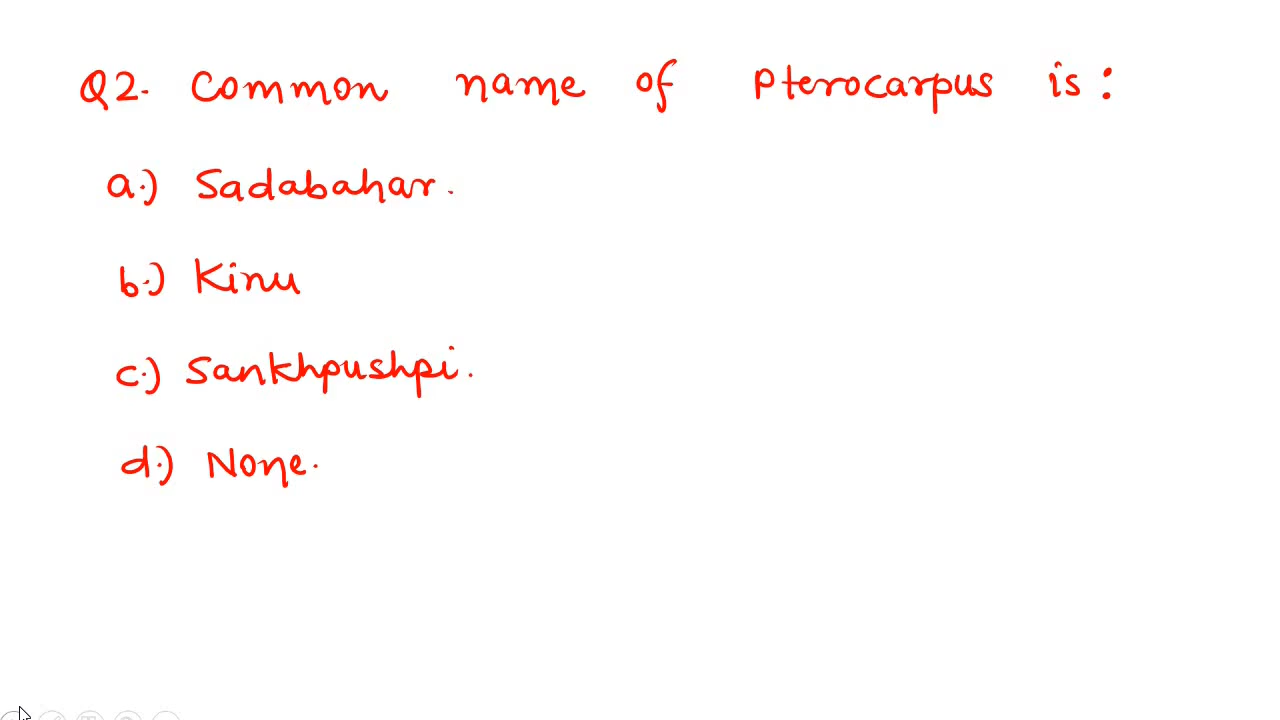 Q2. Common name of Pterocarpus is:
a.) Sadabahar.
b.) Kinu
c.) Sankhpushpi.
d.) None.